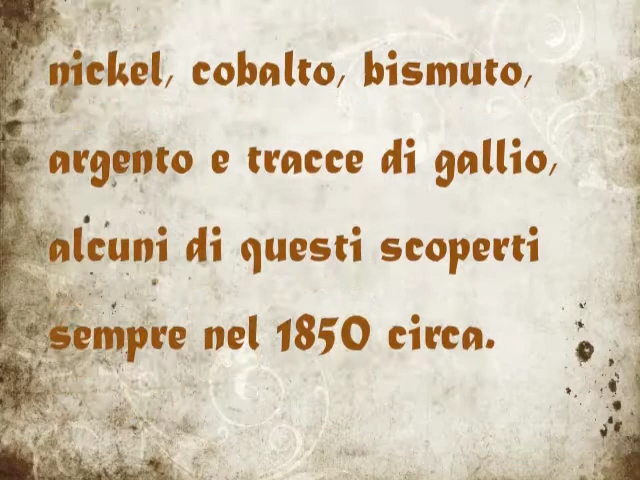 nickel, cobalto, bismuto,
argento e tracce di gallio,
alcuni di questi scoperti
sempre nel 1850 circa.